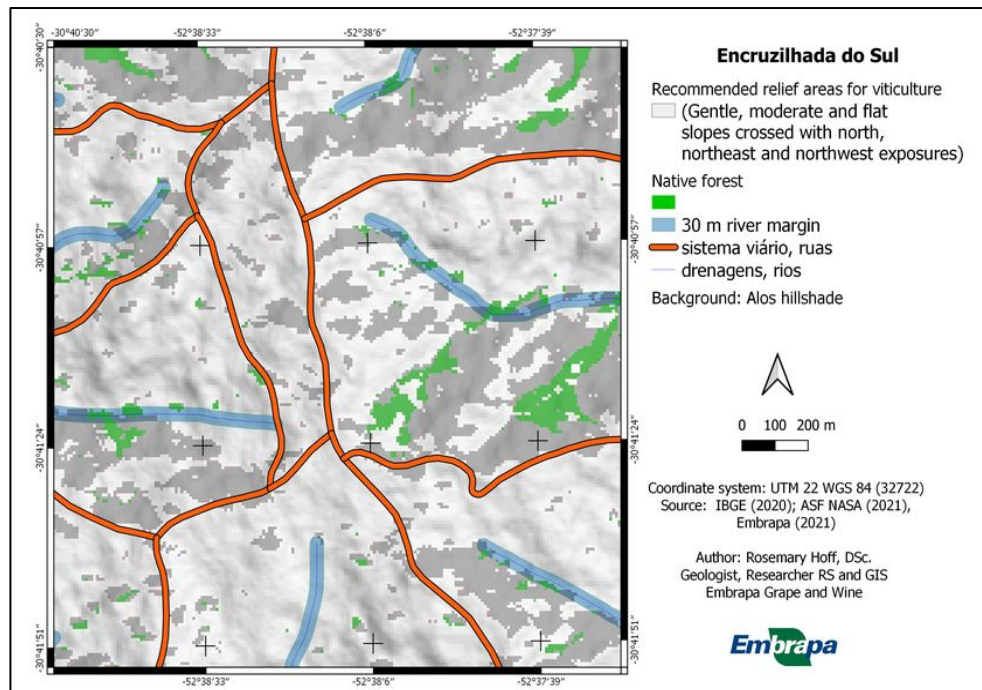 -30°40'30"
-52°38'33"
-52°38'6"
-52°37'39"
-30°40'30"
-30°40'57"
-30°40'57"
-30°41'24"
-30°41'24"
-30°41'51"
-30°41'51"
-52°38'33"
-52°38'6"
-52°37'39"
Encruzilhada do Sul
Recommended relief areas for viticulture
(Gentle, moderate and flat
slopes crossed with north,
northeast and northwest exposures)
Native forest
30 m river margin
sistema viário, ruas
drenagens, rios
Background: Alos hillshade
0 100 200 m
Coordinate system: UTM 22 WGS 84 (32722)
Source: IBGE (2020); ASF NASA (2021),
Embrapa (2021)
Author: Rosemary Hoff, DSc.
Geologist, Researcher RS and GIS
Embrapa Grape and Wine
Embrapa